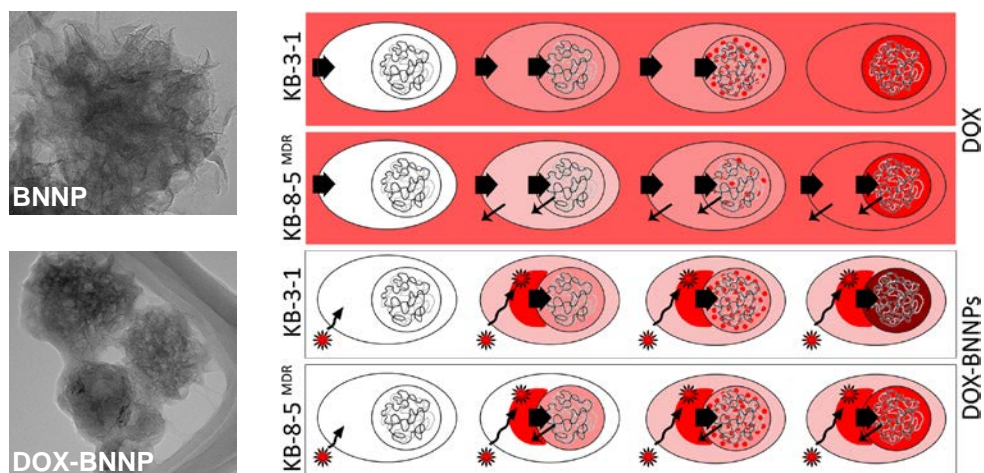 BNNP
DOX-BNNP
KB-3-1
KB-8-5 MDR
KB-3-1
KB-8-5 MDR
DOX
DOX-BNNPs